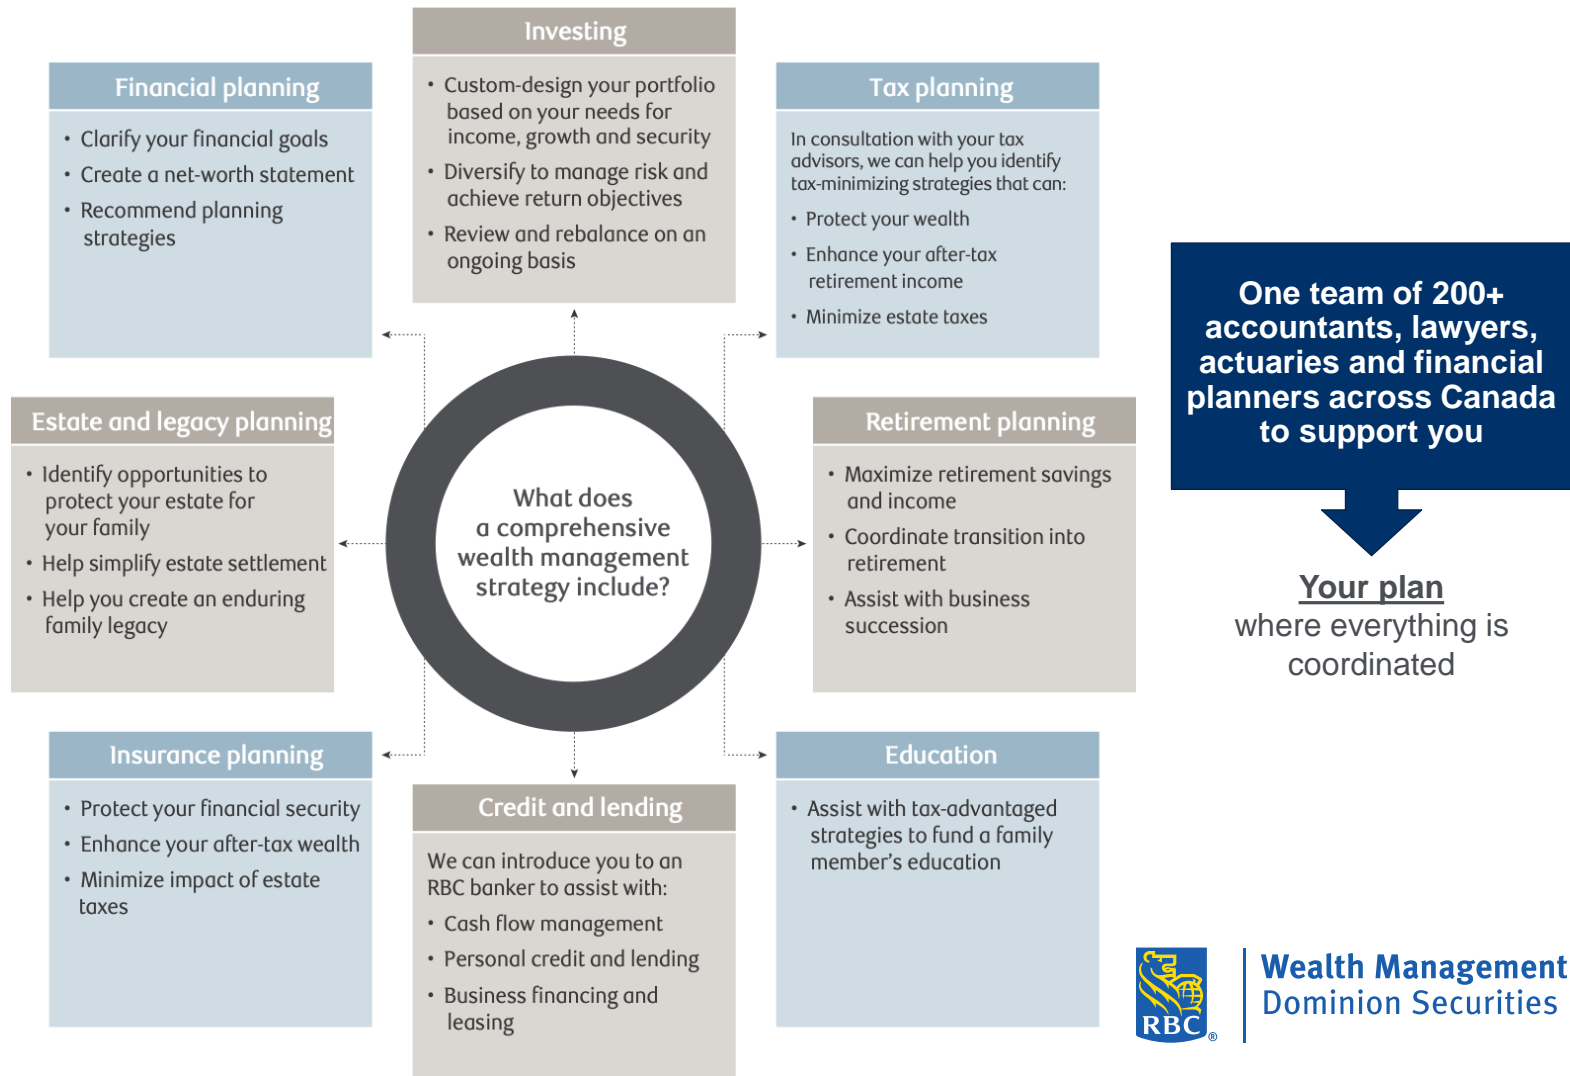 Investing
• Custom-design your portfolio
based on your needs for
income, growth and security
• Diversify to manage risk and
achieve return objectives
• Review and rebalance on an
ongoing basis
Financial planning
• Clarify your financial goals
• Create a net-worth statement
• Recommend planning
strategies
Tax planning
In consultation with your tax
advisors, we can help you identify
tax-minimizing strategies that can:
• Protect your wealth
• Enhance your after-tax
retirement income
• Minimize estate taxes
Estate and legacy planning
• Identify opportunities to
protect your estate for
your family
• Help simplify estate settlement
• Help you create an enduring
family legacy
What does
a comprehensive
wealth management
strategy include?
Retirement planning
• Maximize retirement savings
and income
• Coordinate transition into
retirement
• Assist with business
succession
Insurance planning
• Protect your financial security
• Enhance your after-tax wealth
• Minimize impact of estate
taxes
Credit and lending
We can introduce you to an
RBC banker to assist with:
• Cash flow management
• Personal credit and lending
• Business financing and
leasing
Education
• Assist with tax-advantaged
strategies to fund a family
member's education
One team of 200+
accountants, lawyers,
actuaries and financial
planners across Canada
to support you
Your plan
where everything is
coordinated
RBC ®
Wealth Management
Dominion Securities